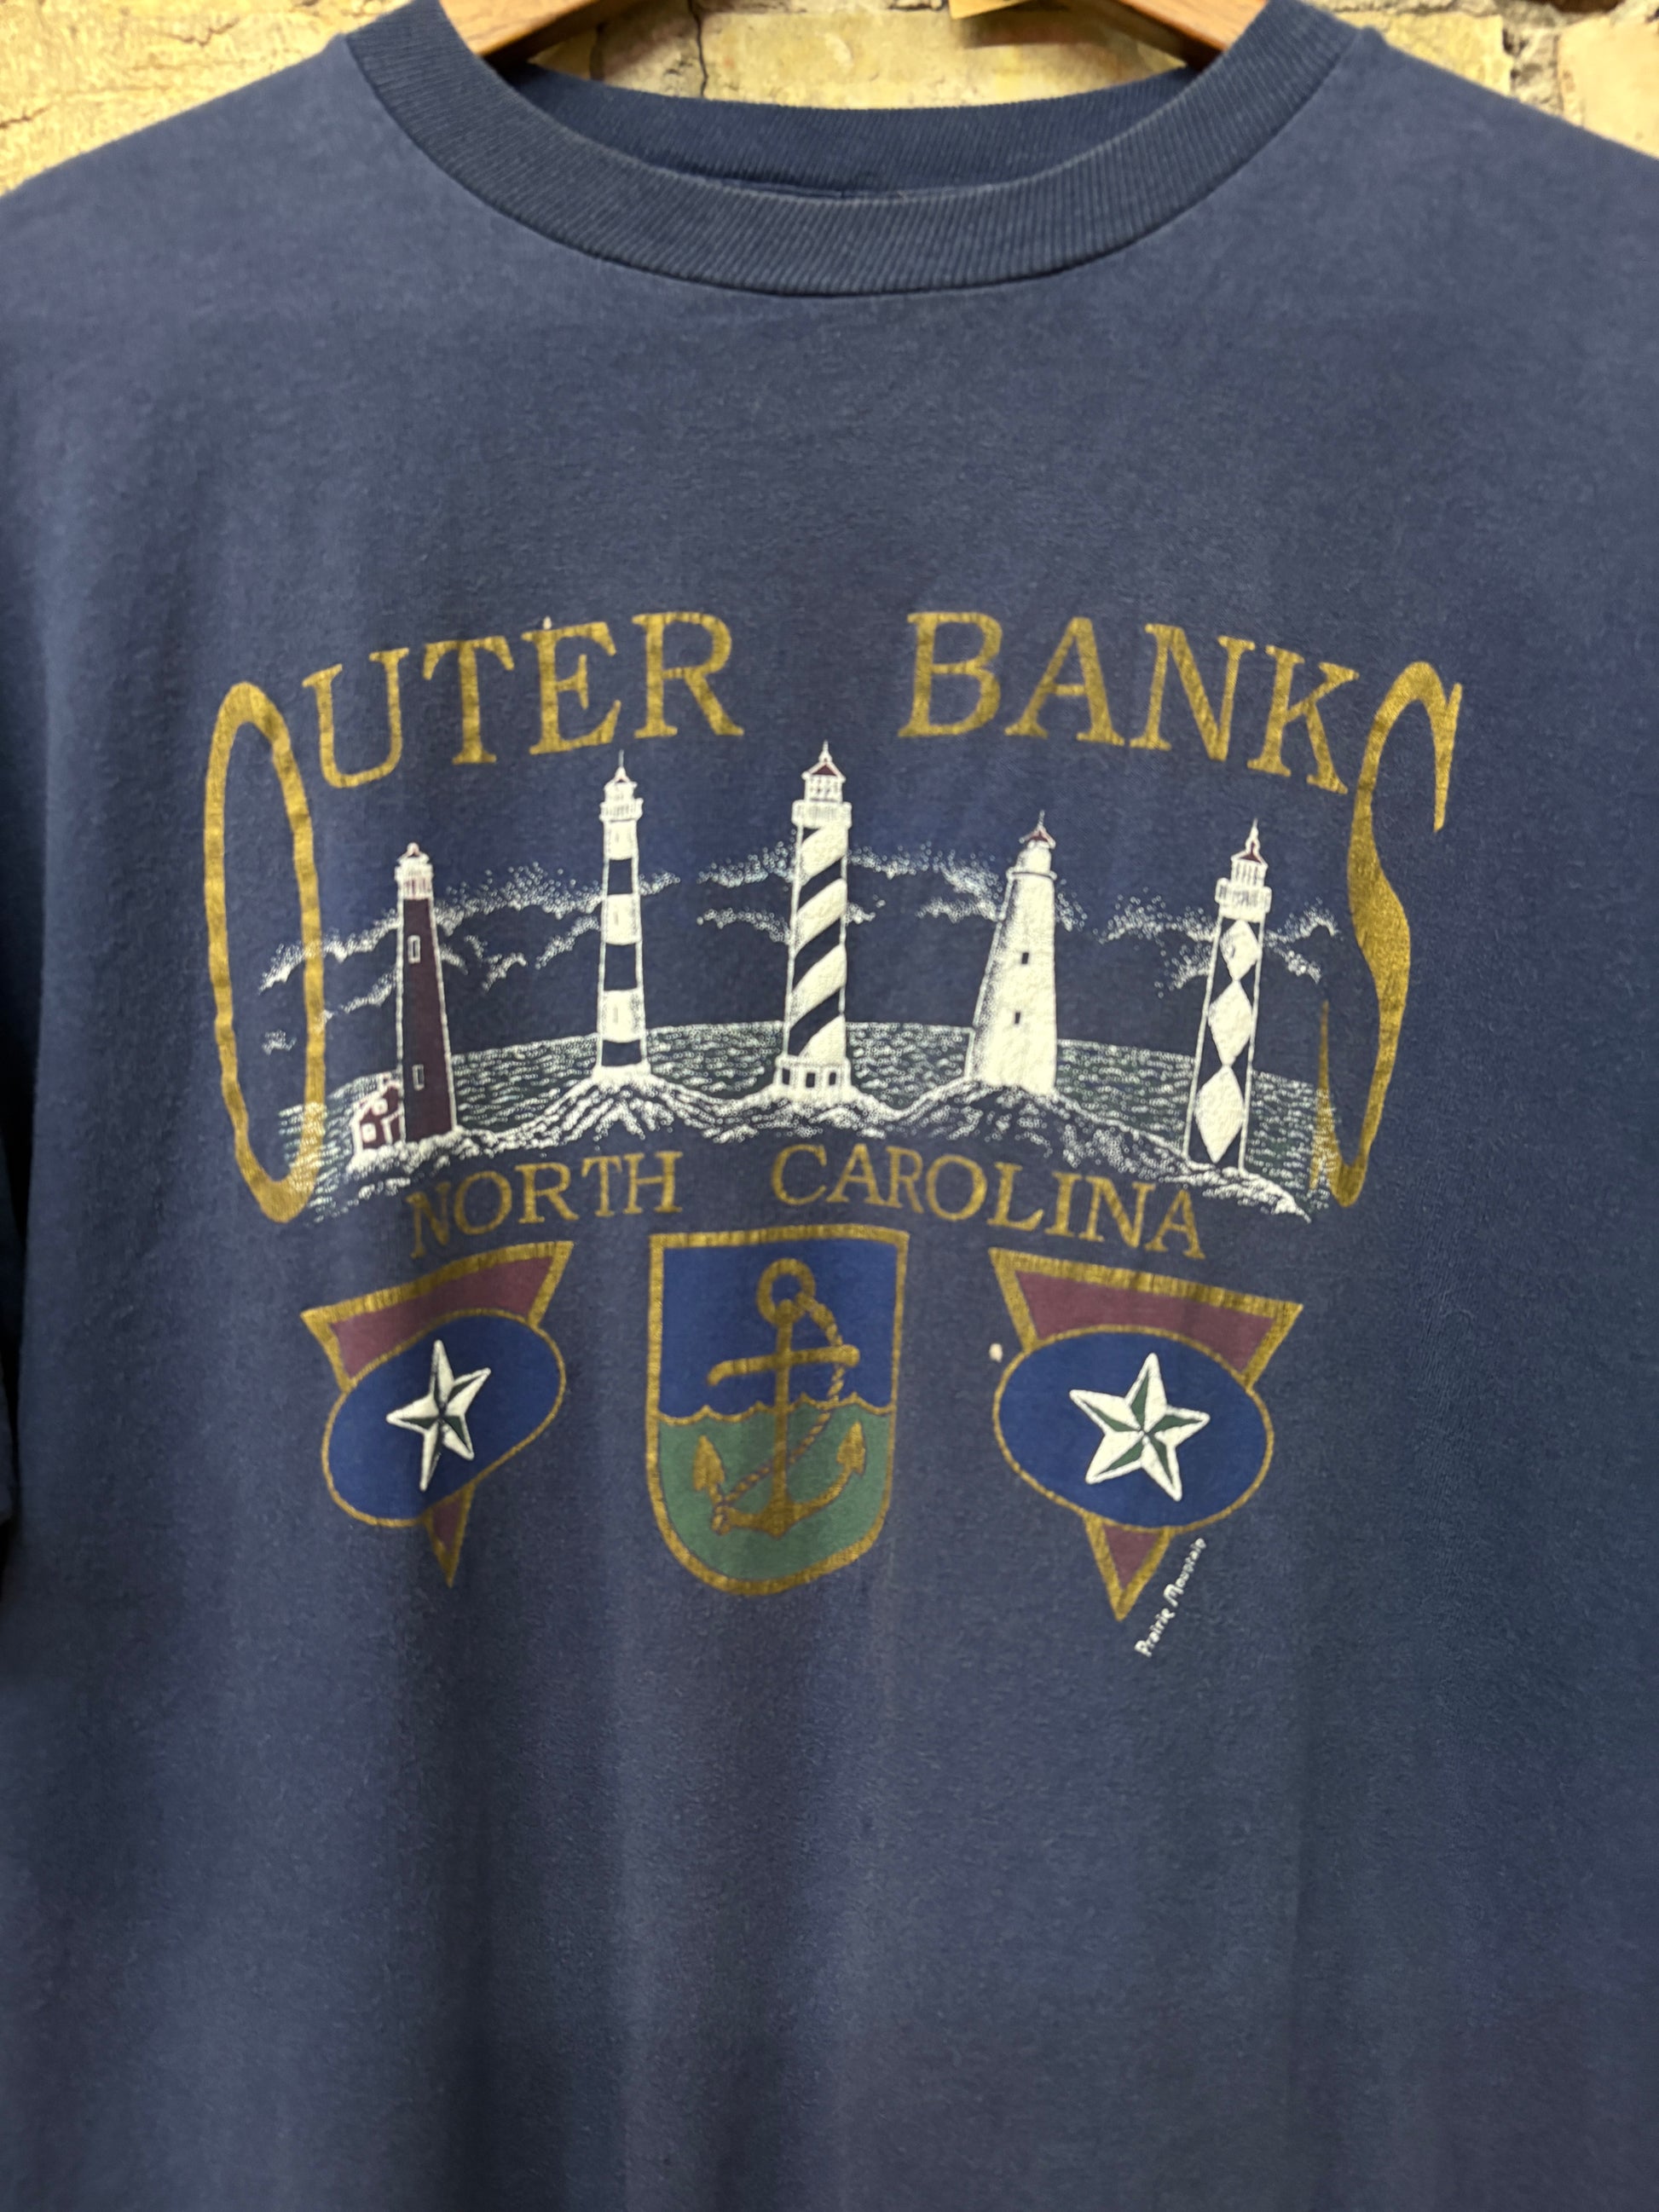 OUTER BANKS
NORTH CAROLINA
Prairie Mountain